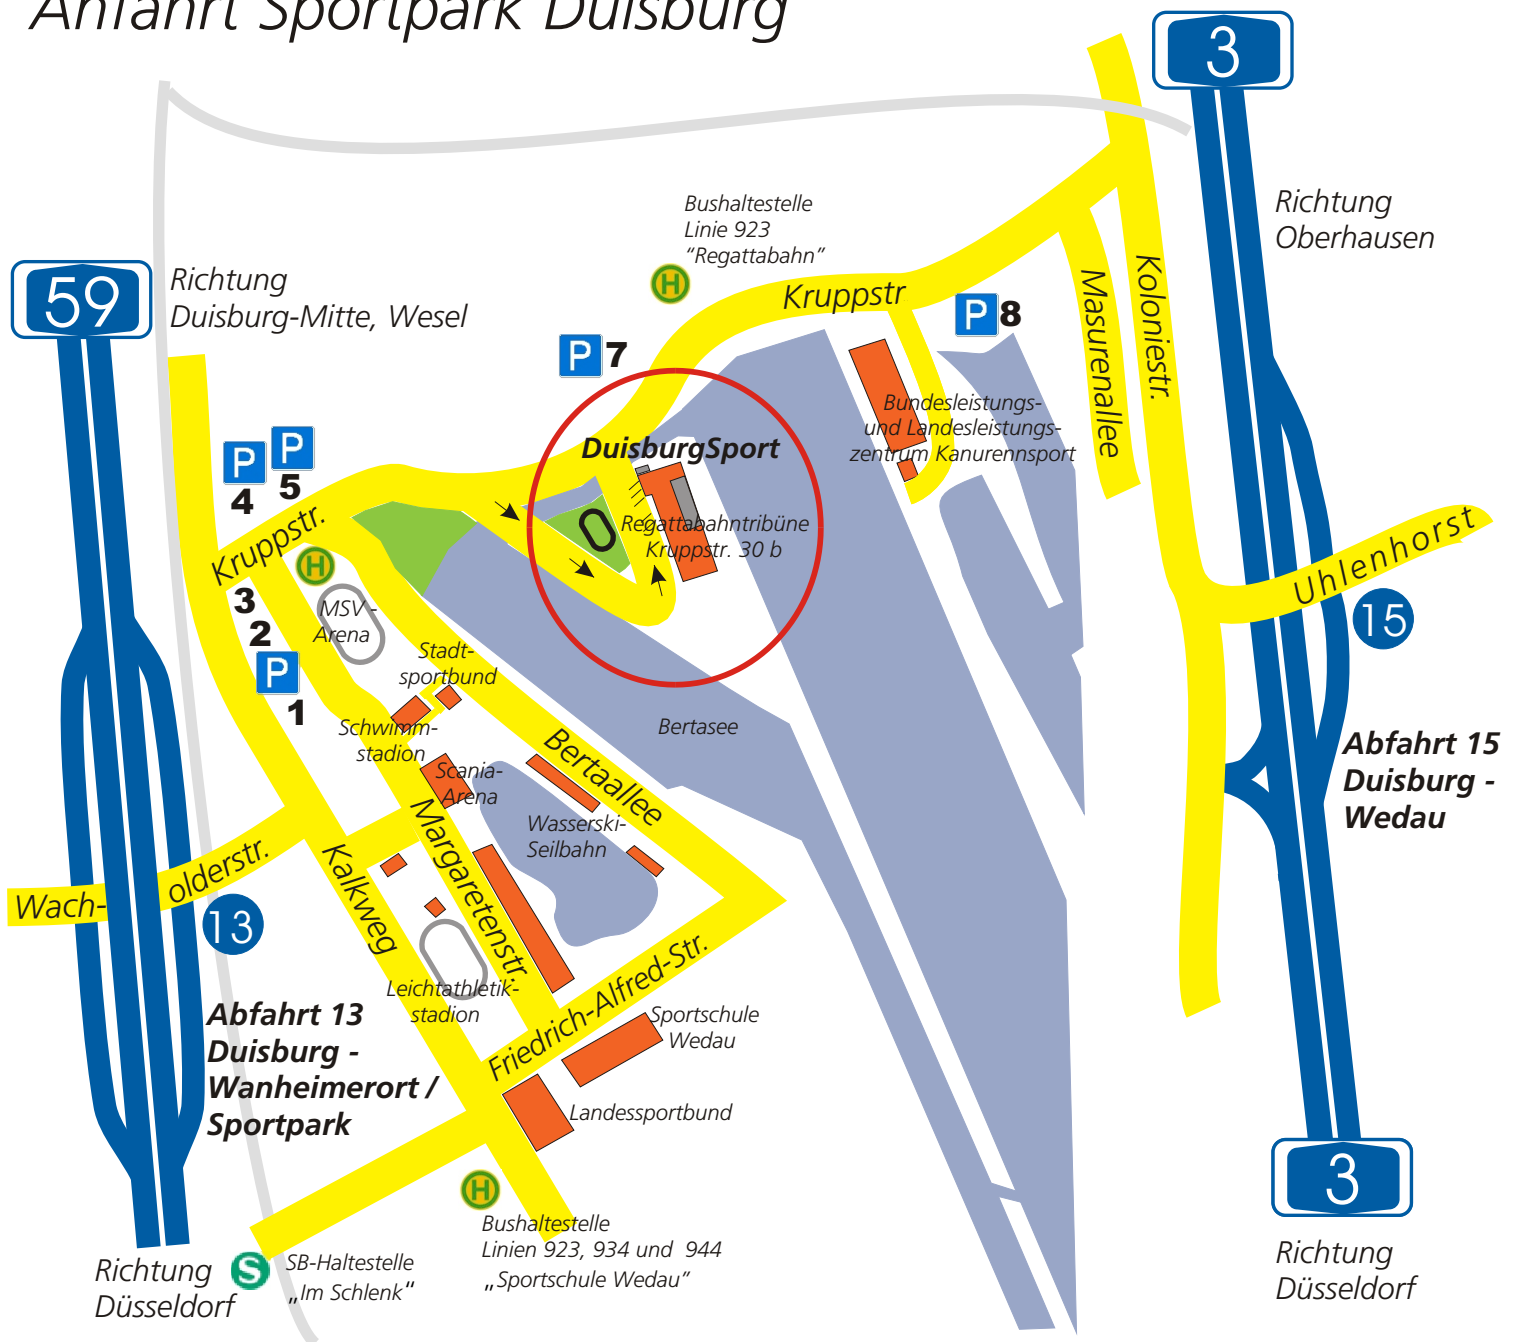 Anfahrt Sportpark Duisburg
3
Richtung
Oberhausen
59
Richtung
Duisburg-Mitte, Wesel
Bushaltestelle
Linie 923
“Regattabahn”
H
Kruppstr
P 8
P 7
Masurenallee
Koloniestr.
P
4
P
5
Kruppstr.
H
3
2
P
1
MSV-
Arena
DuisburgSport
Regattabahntribüne
Kruppstr. 30 b
Bundesleistungs-
und Landesleistungs-
zentrum Kanurennsport
Uhlenhorst
15
Abfahrt 15
Duisburg -
Wedau
Stadt-
sportbund
Schwimm-
stadion
Scania-
Arena
Bertasee
Bertaallee
Wasserski-
Seilbahn
Margaretenstr.
Kalkweg
Wach-
olderstr.
13
Abfahrt 13
Duisburg -
Wanheimerort /
Sportpark
Leichtathletik-
stadion
Friedrich-Alfred-Str.
Sportschule
Wedau
Landessportbund
H
Bushaltestelle
Linien 923, 934 und 944
„Sportschule Wedau”
Richtung
Düsseldorf
S
SB-Haltestelle
„Im Schlenk“
3
Richtung
Düsseldorf